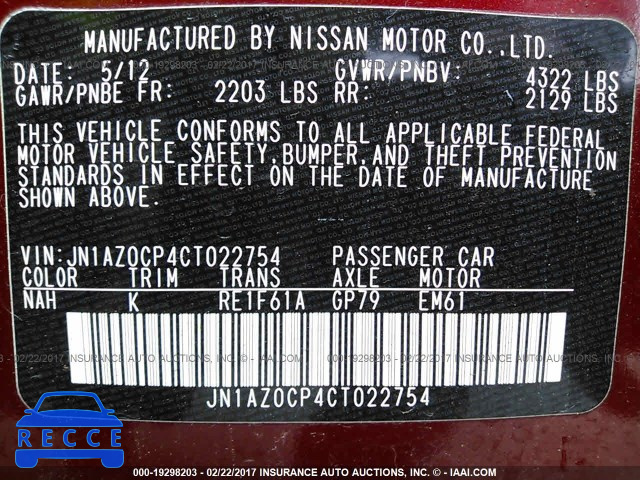 MANUFACTURED BY NISSAN MOTOR CO.,LTD.
DATE: 5/12 GVWR/PNBV: 4322 LBS
GAWR/PNBE FR: 2203 LBS RR: 2129 LBS
THIS VEHICLE CONFORMS TO ALL APPLICABLE FEDERAL
MOTOR VEHICLE SAFETY,BUMPER,AND THEFT PREVENTION
STANDARDS IN EFFECT ON THE DATE OF MANUFACTURE
SHOWN ABOVE.
VIN:JN1AZ0CP4CT022754 PASSENGER CAR
COLOR TRIM TRANS AXLE MOTOR
NAH K RE1F61A GP79 EM61
JN1AZ0CP4CT022754
RECCE
000-19298203 - 02/22/2017 INSURANCE AUTO AUCTIONS, INC. - © - IAAI.COM